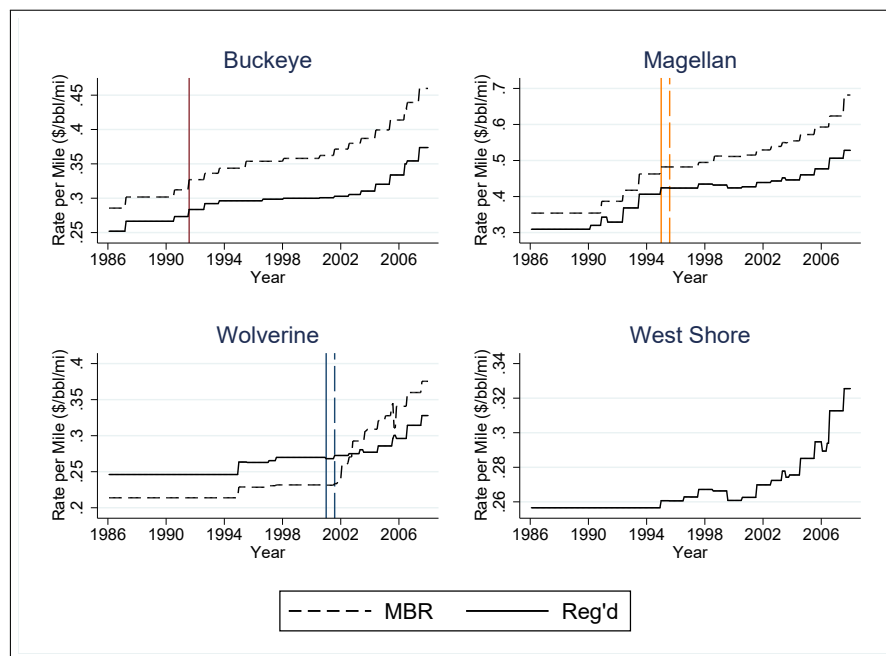 Buckeye
Rate per Mile ($/bbl/mi)
.25 .3 .35 .4 .45
1986 1990 1994 1998 2002 2006
Year
Magellan
Rate per Mile ($/bbl/mi)
.3 .4 .5 .6 .7
1986 1990 1994 1998 2002 2006
Year
Wolverine
Rate per Mile ($/bbl/mi)
.2 .25 .3 .35 .4
1986 1990 1994 1998 2002 2006
Year
West Shore
Rate per Mile ($/bbl/mi)
.26 .28 .3 .32 .34
1986 1990 1994 1998 2002 2006
Year
MBR Reg'd